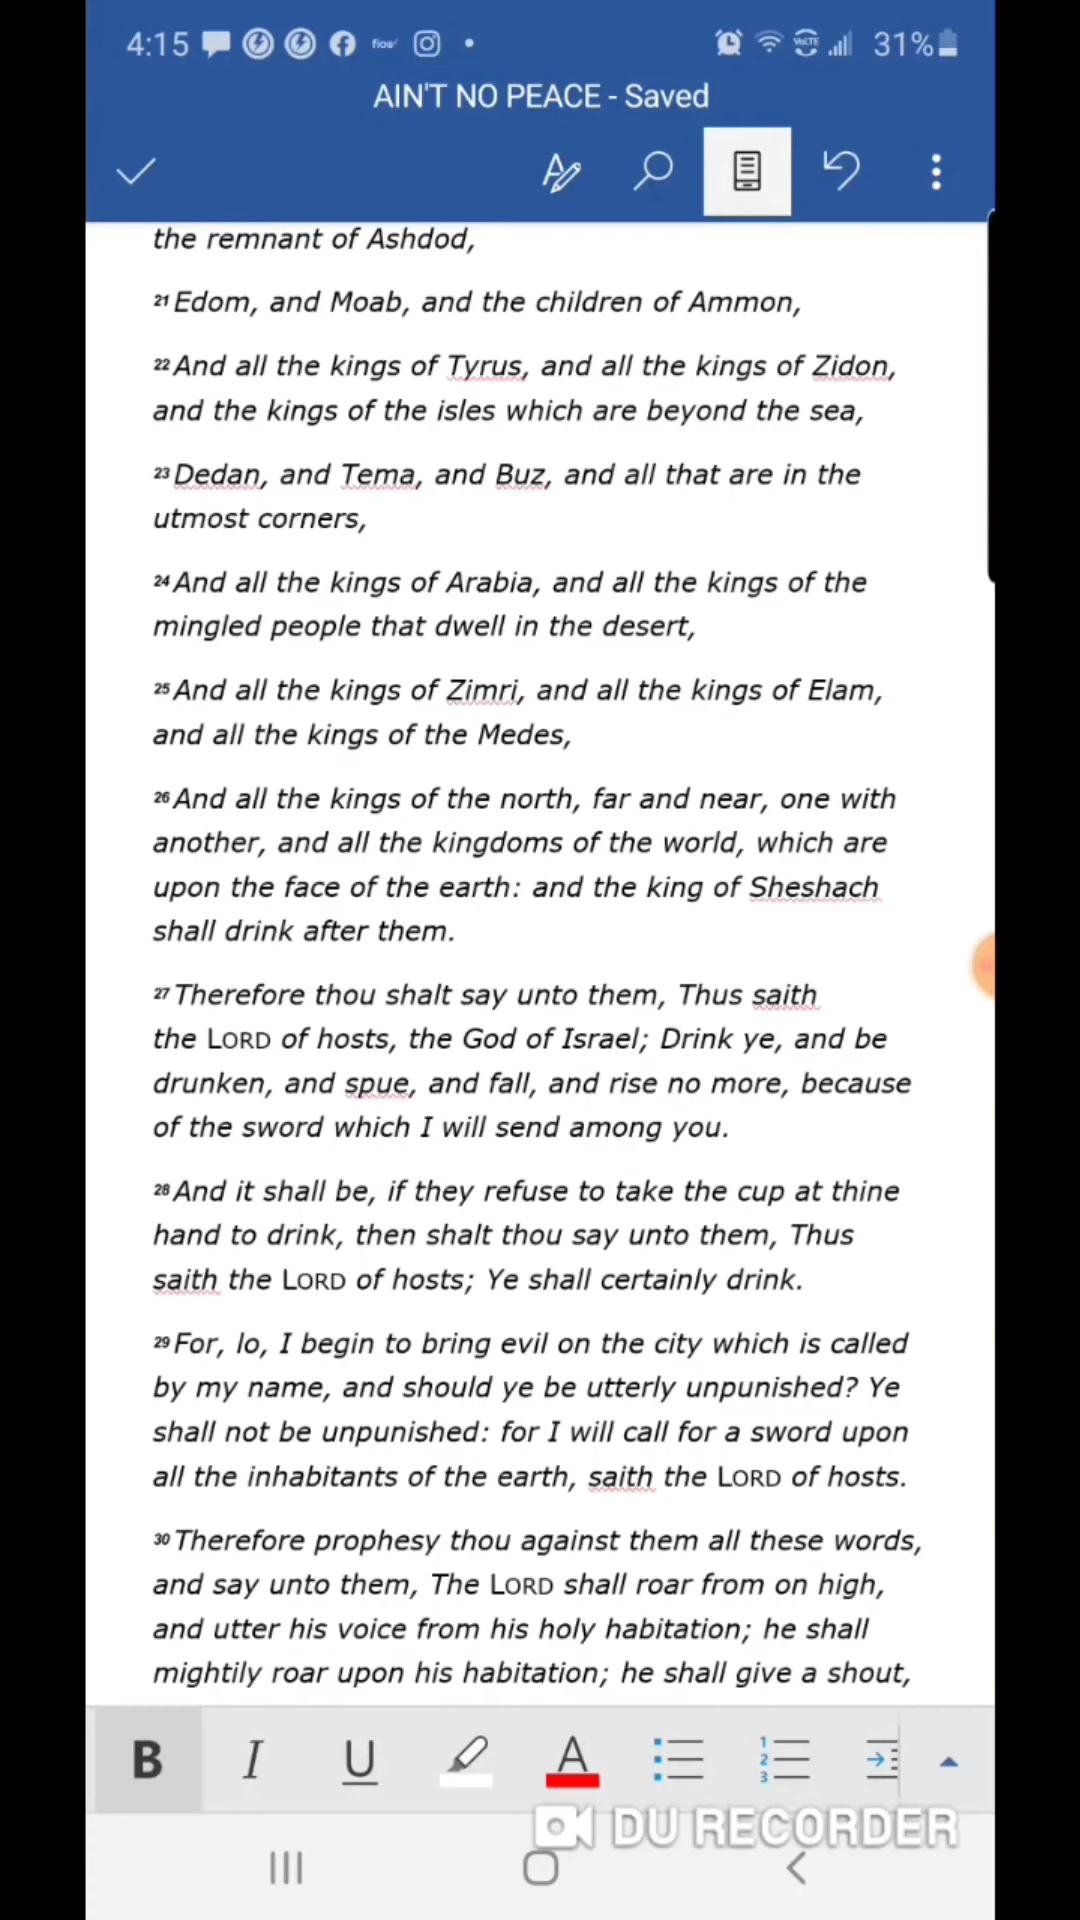 4:15 fios 31%
AIN'T NO PEACE - Saved
the remnant of Ashdod,
21 Edom, and Moab, and the children of Ammon,
22 And all the kings of Tyrus, and all the kings of Zidon,
and the kings of the isles which are beyond the sea,
23 Dedan, and Tema, and Buz, and all that are in the
utmost corners,
24 And all the kings of Arabia, and all the kings of the
mingled people that dwell in the desert,
25 And all the kings of Zimri, and all the kings of Elam,
and all the kings of the Medes,
26 And all the kings of the north, far and near, one with
another, and all the kingdoms of the world, which are
upon the face of the earth: and the king of Sheshach
shall drink after them.
27 Therefore thou shalt say unto them, Thus saith
the LORD of hosts, the God of Israel; Drink ye, and be
drunken, and spue, and fall, and rise no more, because
of the sword which I will send among you.
28 And it shall be, if they refuse to take the cup at thine
hand to drink, then shalt thou say unto them, Thus
saith the LORD of hosts; Ye shall certainly drink.
29 For, lo, I begin to bring evil on the city which is called
by my name, and should ye be utterly unpunished? Ye
shall not be unpunished: for I will call for a sword upon
all the inhabitants of the earth, saith the LORD of hosts.
30 Therefore prophesy thou against them all these words,
and say unto them, The LORD shall roar from on high,
and utter his voice from his holy habitation; he shall
mightily roar upon his habitation; he shall give a shout,
B I U A 1 2 3
DU RECORDER